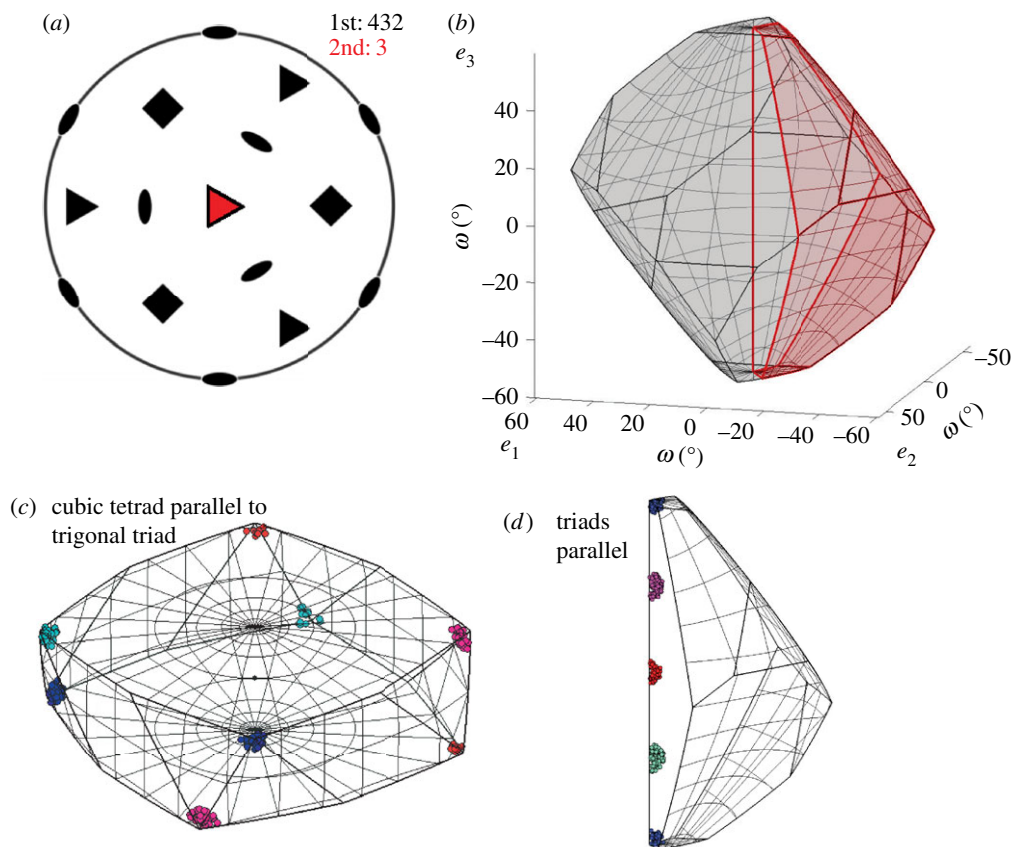 (a)
1st: 432
2nd: 3
(b)
e3
40
20
0
−20
−40
−60
ω(°)
60
40
20
0
−20
−40
−60
e1
ω(°)
e2
50
0
−50
ω(°)
(c) cubic tetrad parallel to
trigonal triad
(d) triads
parallel